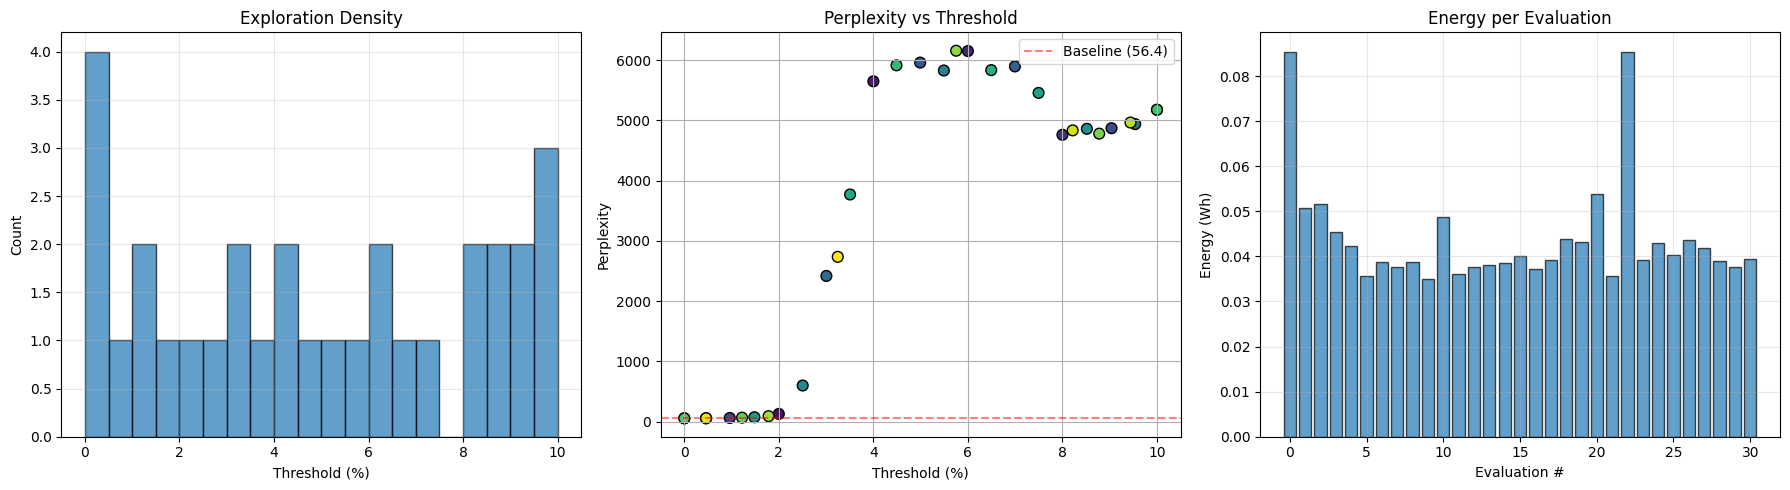 Exploration Density
Count
4.0
3.5
3.0
2.5
2.0
1.5
1.0
0.5
0.0
0 2 4 6 8 10
Threshold (%)
Perplexity vs Threshold
Baseline (56.4)
Perplexity
6000
5000
4000
3000
2000
1000
0
0 2 4 6 8 10
Threshold (%)
Energy per Evaluation
Energy (Wh)
0.08
0.07
0.06
0.05
0.04
0.03
0.02
0.01
0.00
0 5 10 15 20 25 30
Evaluation #